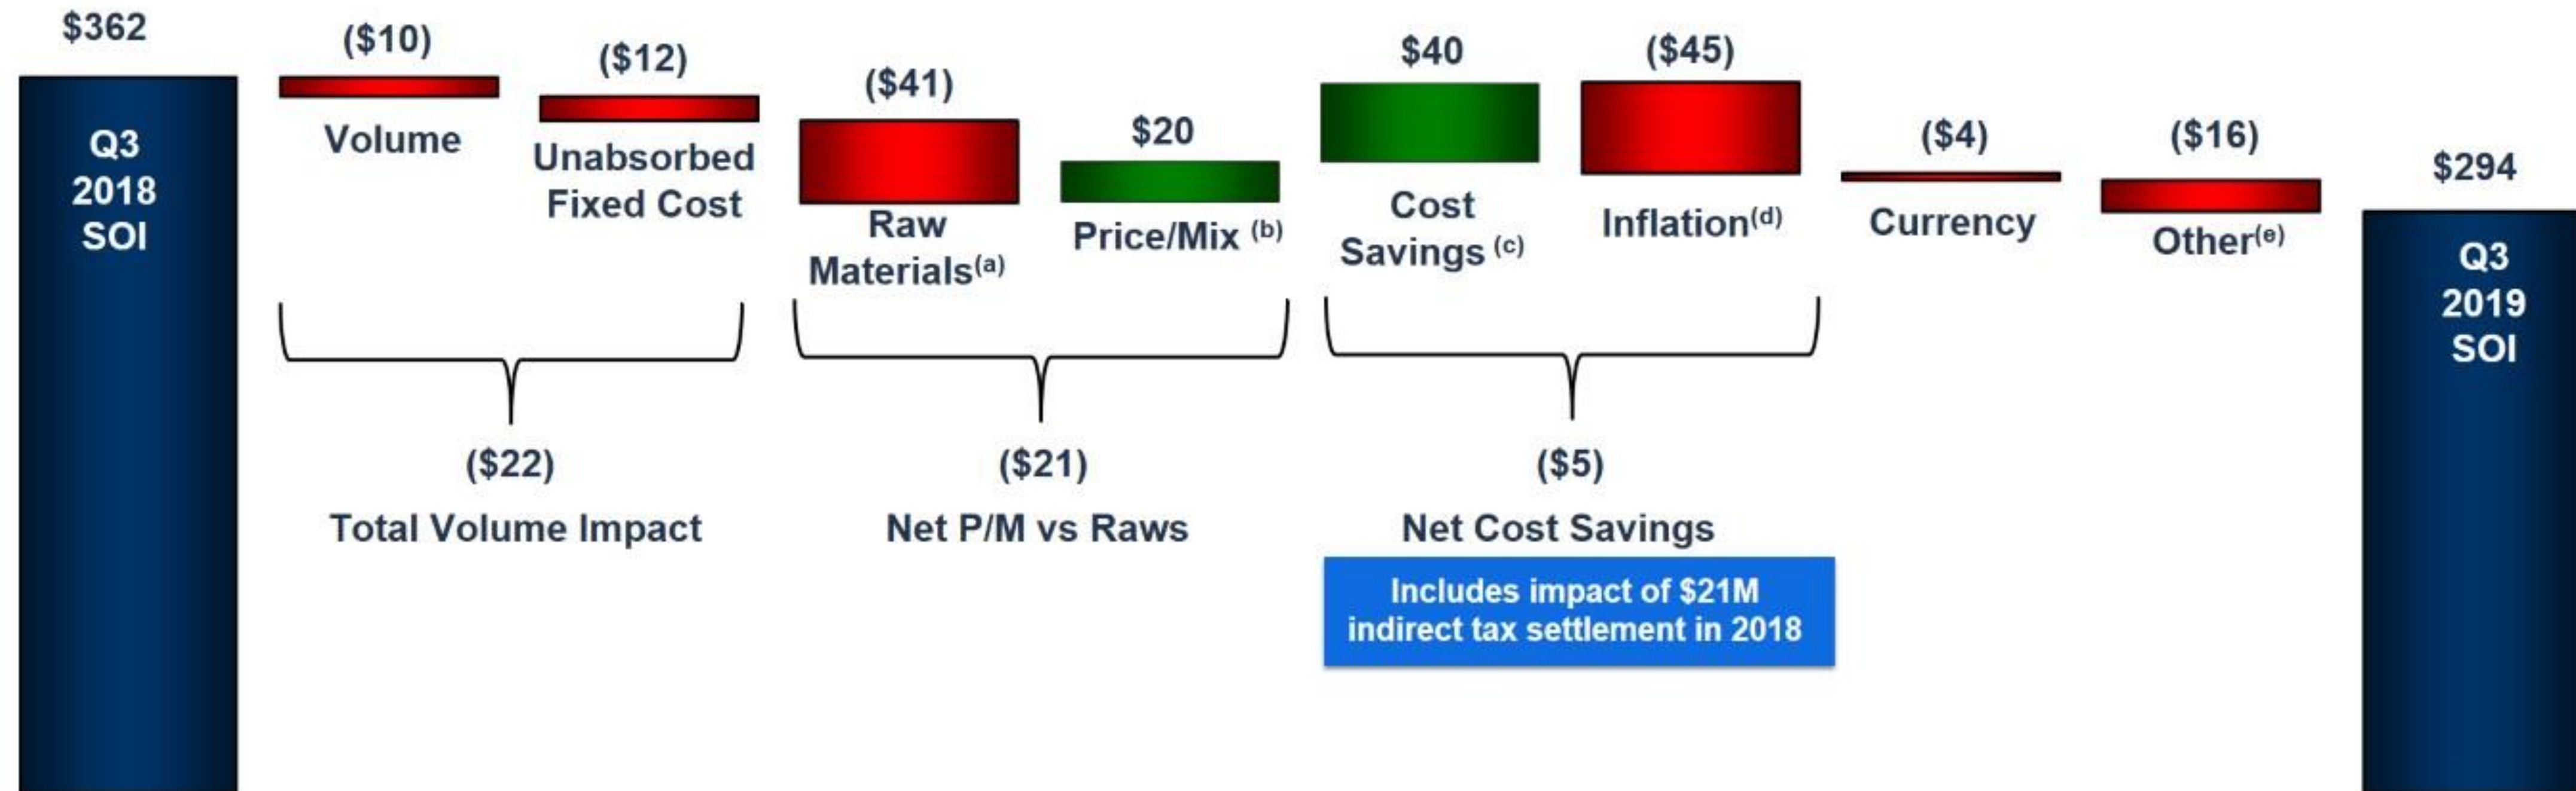 $362
Q3
2018
SOI
($10)
Volume
($12)
Unabsorbed
Fixed Cost
($41)
Raw
Materials(a)
$20
Price/Mix (b)
$40
Cost
Savings (c)
($45)
Inflation(d)
($4)
Currency
($16)
Other(e)
$294
Q3
2019
SOI
($22)
Total Volume Impact
($21)
Net P/M vs Raws
($5)
Net Cost Savings
Includes impact of $21M
indirect tax settlement in 2018